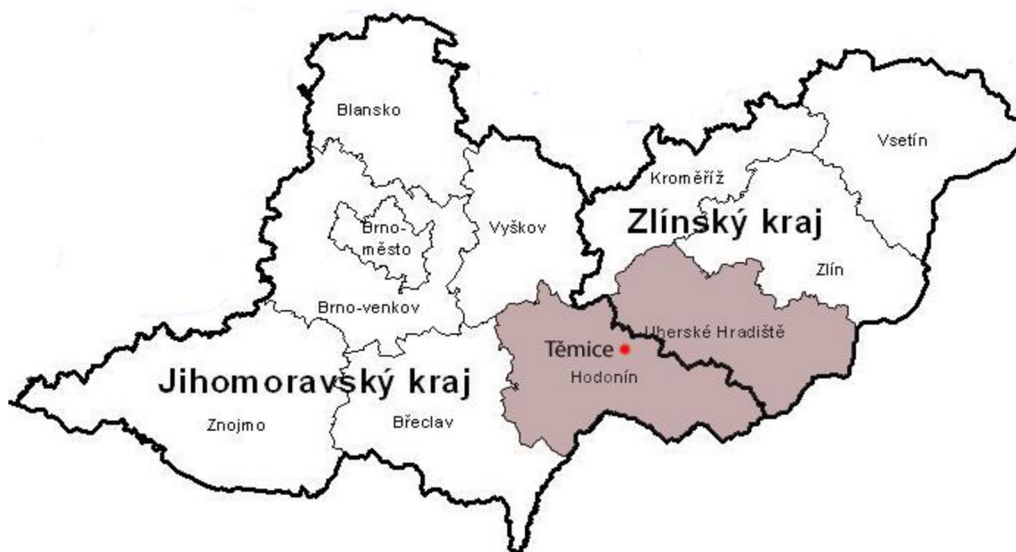 Blansko
Vsetín
Kroměříž
Zlínský kraj
Vyškov
Brno-
město
Zlín
Brno-venkov
Uherské Hradiště
Těmice
Hodonín
Jihomoravský kraj
Znojmo
Břeclav